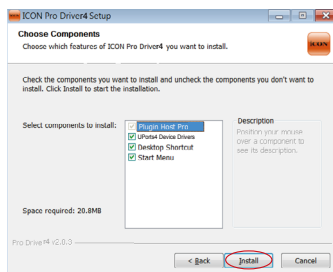 ICON Pro Driver4 Setup
Choose Components
Choose which features of ICON Pro Driver4 you want to install.
ICON
Check the components you want to install and uncheck the components you don't want to
install. Click Install to start the installation.
Select components to install:
Plugin Host Pro
UPorts4 Device Drivers
Desktop Shortcut
Start Menu
Description
Position your mouse
over a component to
see its description.
Space required: 20.8MB
Pro Driver4 v2.8.3
< Back
Install
Cancel